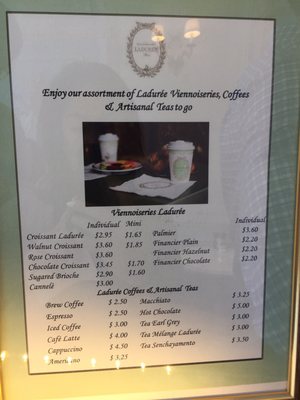 LADURÉE
Enjoy our assortment of Ladurée Viennoiseries, Coffees
& Artisanal Teas to go
Viennoiseries Ladurée
Individual Mini Individual
Croissant Ladurée $2.95 $1.65 Palmier $3.60
Walnut Croissant $3.60 $1.85 Financier Plain $2.20
Rose Croissant $3.60 Financier Hazelnut $2.20
Chocolate Croissant $3.45 $1.70 Financier Chocolate $2.20
Sugared Brioche $2.90 $1.60
Cannelé $3.00
Ladurée Coffees & Artisanal Teas
Brew Coffee $ 2.50 Macchiato $ 3.25
Espresso $ 2.50 Hot Chocolate $ 5.00
Iced Coffee $ 3.00 Tea Earl Grey $ 3.00
Café Latte $ 4.00 Tea Mélange Ladurée $ 3.00
Cappuccino $ 4.50 Tea Senchayamento $ 3.50
Americano $ 3.25